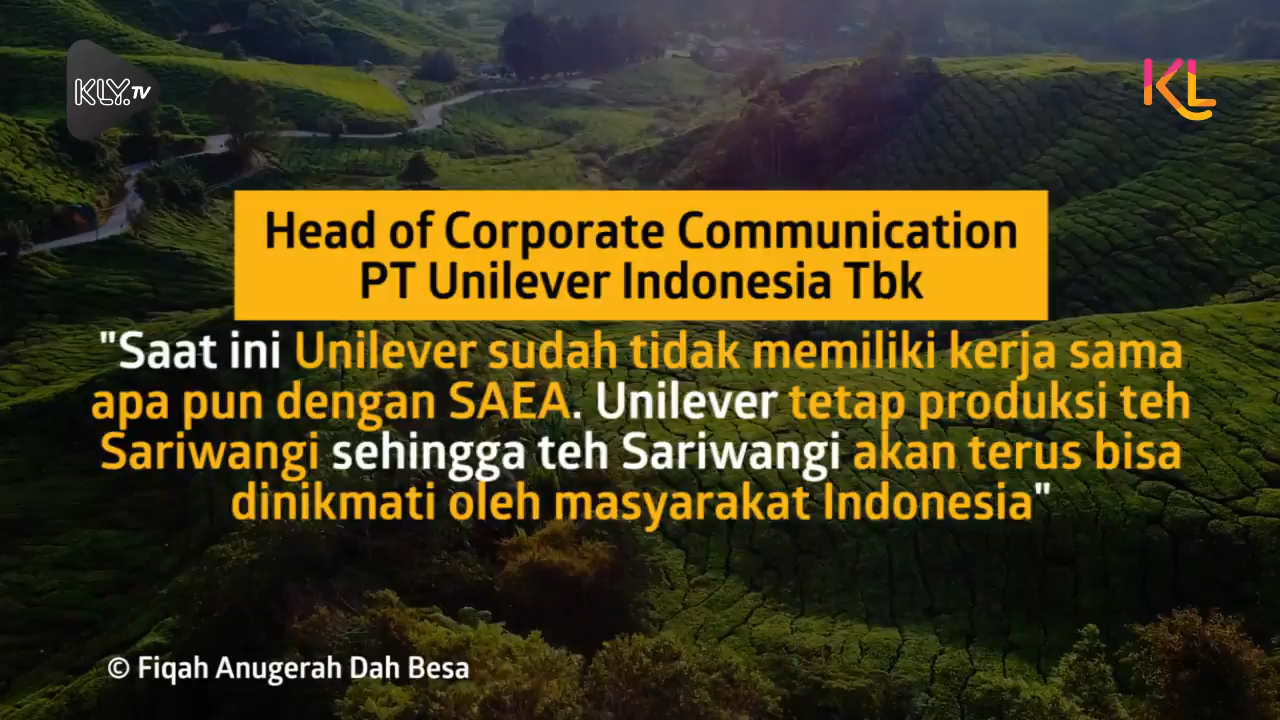 KLY.TV
KL
Head of Corporate Communication
PT Unilever Indonesia Tbk
"Saat ini Unilever sudah tidak memiliki kerja sama
apa pun dengan SAEA. Unilever tetap produksi teh
Sariwangi sehingga teh Sariwangi akan terus bisa
dinikmati oleh masyarakat Indonesia"
© Fiqah Anugerah Dah Besa